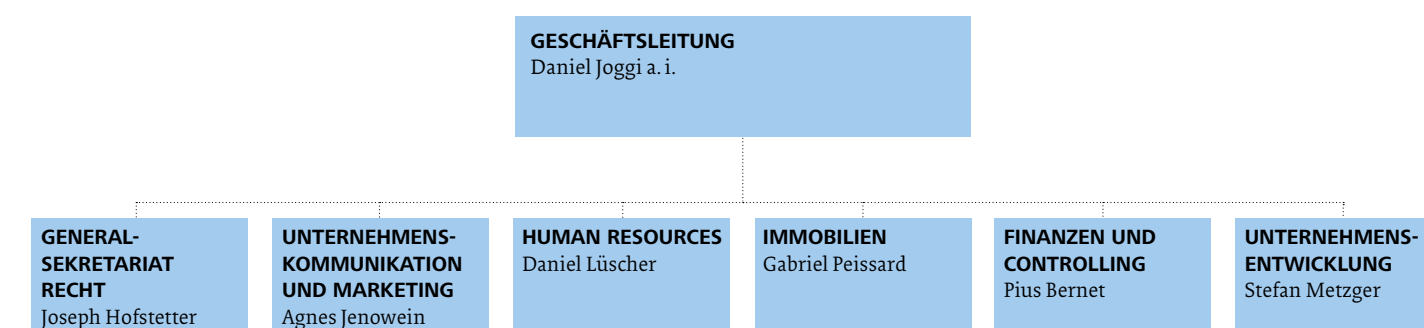 GESCHÄFTSLEITUNG
Daniel Joggi a. i.
GENERAL-
SEKRETARIAT
RECHT
Joseph Hofstetter
UNTERNEHMENS-
KOMMUNIKATION
UND MARKETING
Agnes Jenowein
HUMAN RESOURCES
Daniel Lüscher
IMMOBILIEN
Gabriel Peissard
FINANZEN UND
CONTROLLING
Pius Bernet
UNTERNEHMENS-
ENTWICKLUNG
Stefan Metzger